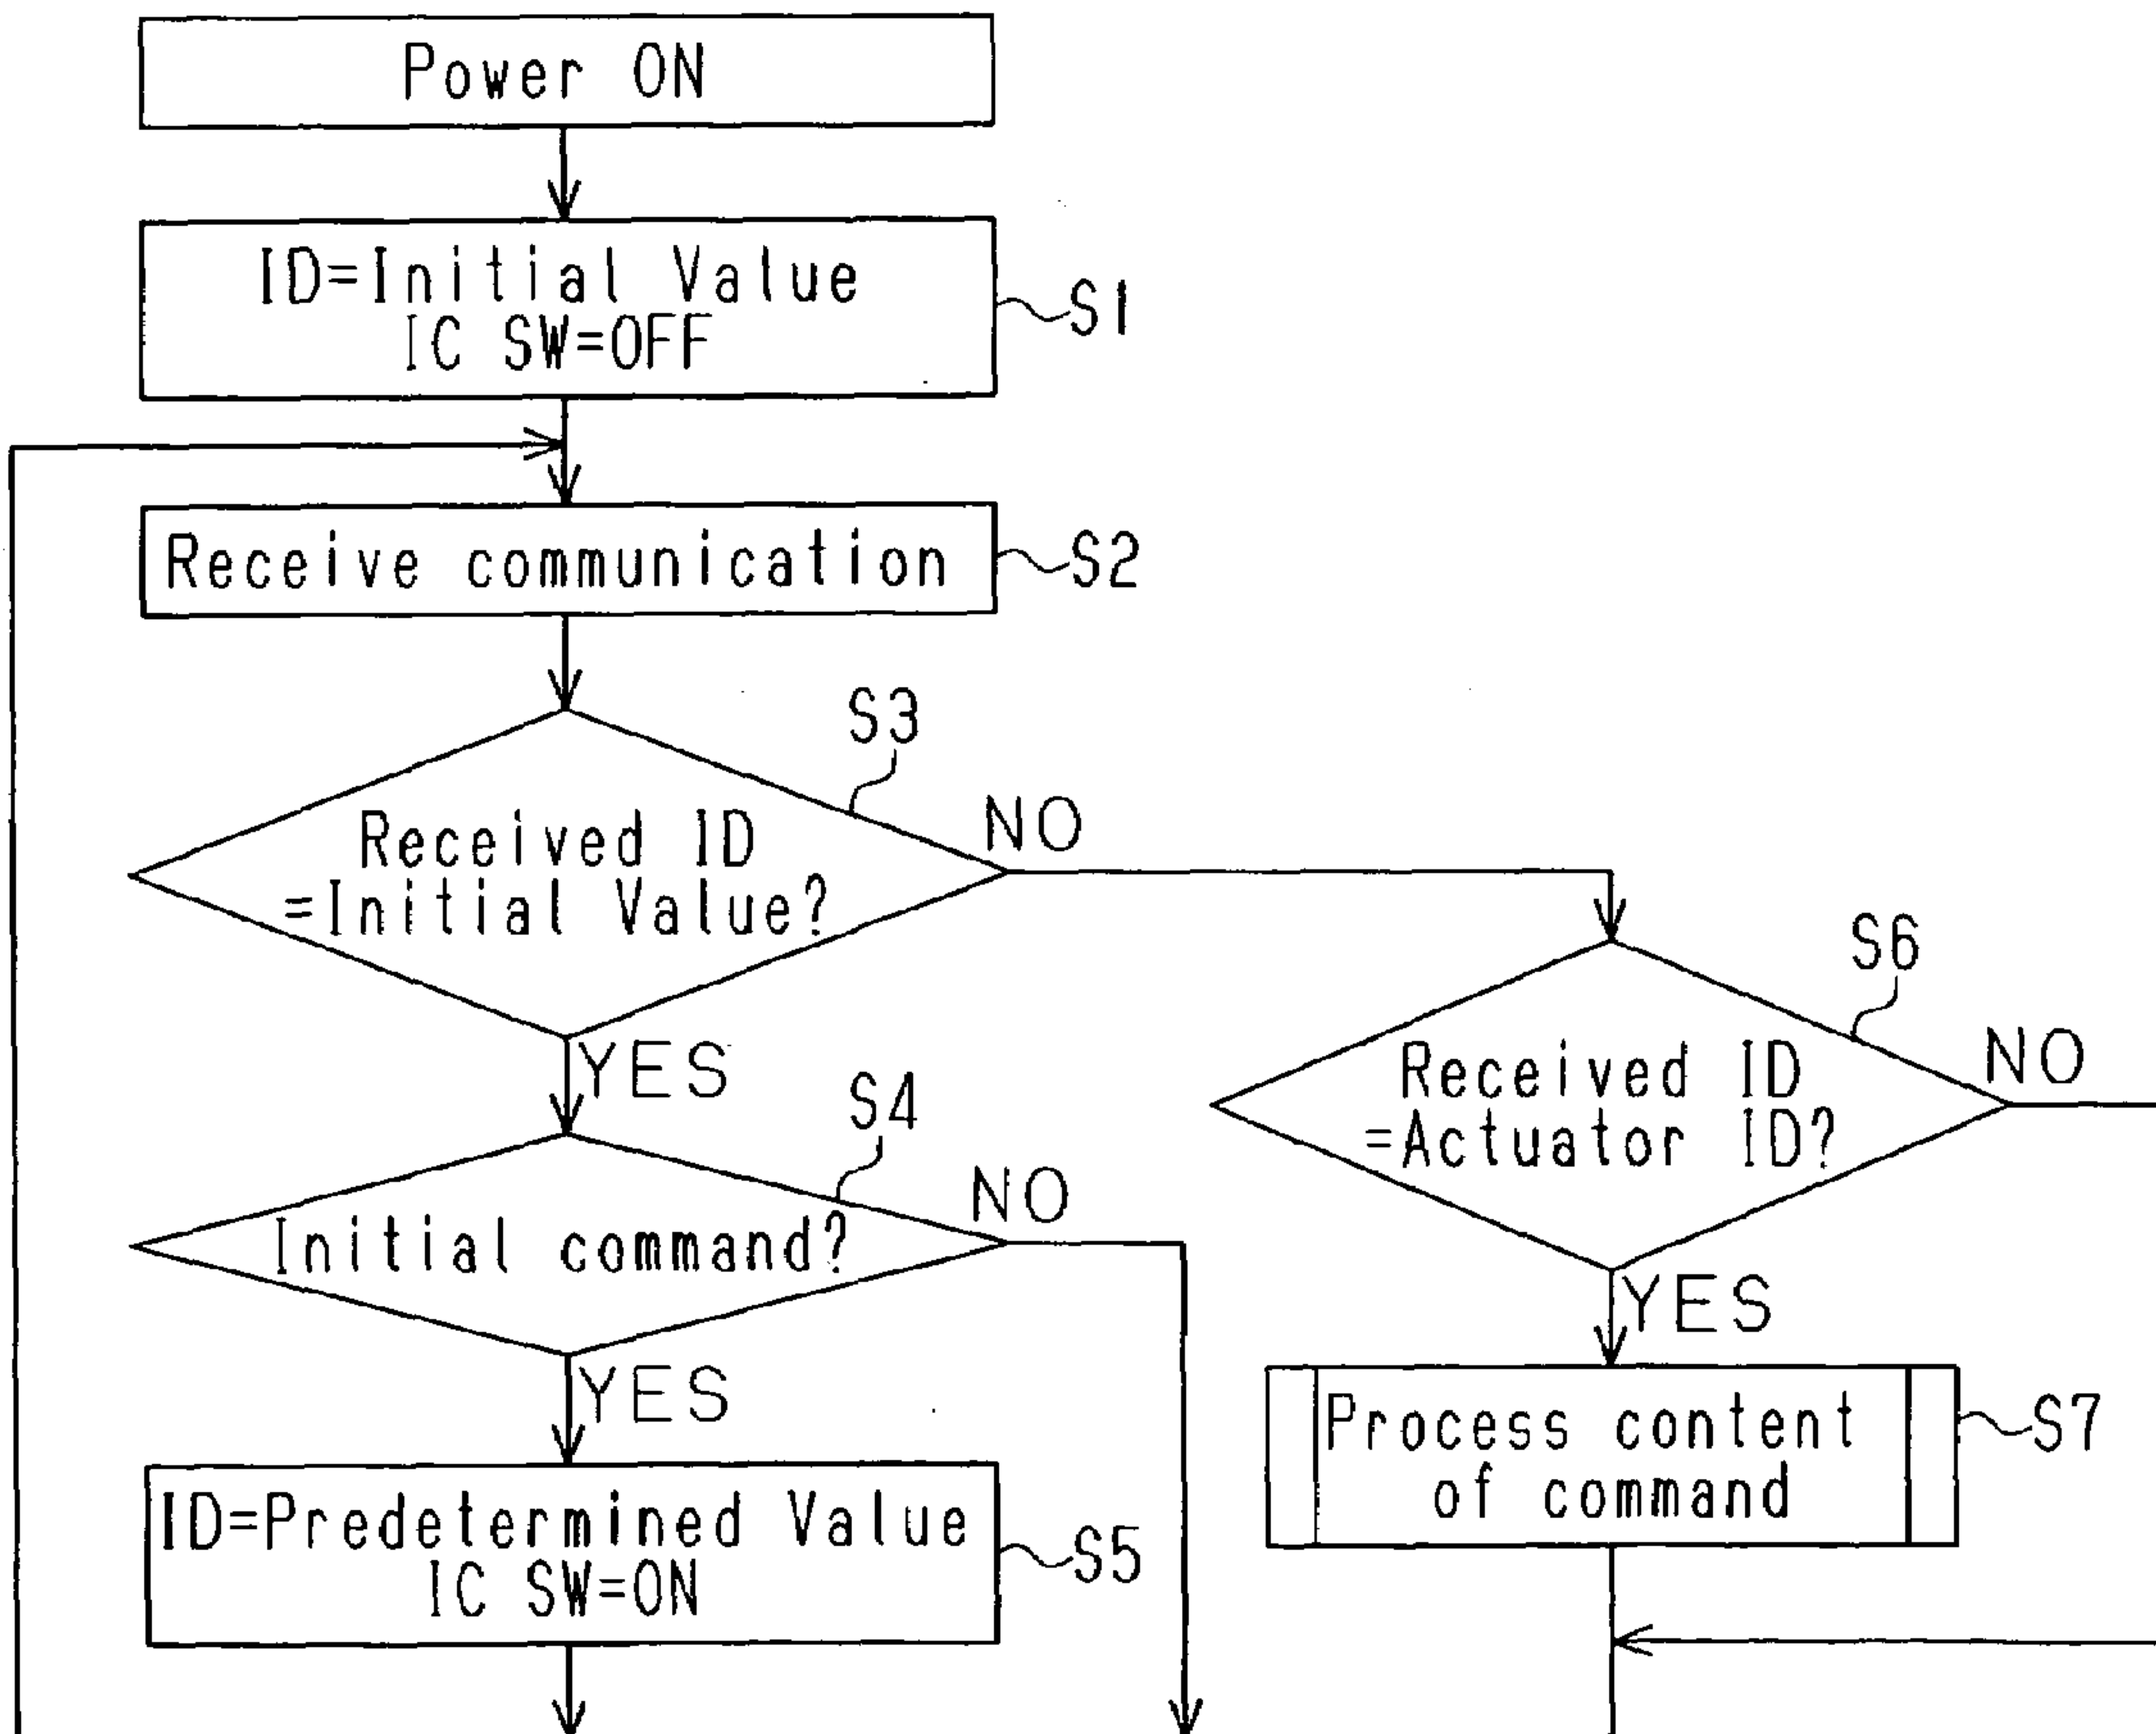 Power ON
ID=Initial Value
IC SW=OFF
S1
Receive communication
S2
S3
Received ID
=Initial Value?
NO
YES
S6
Received ID
=Actuator ID?
NO
YES
S4
Initial command?
NO
YES
Process content
of command
S7
ID=Predetermined Value
IC SW=ON
S5